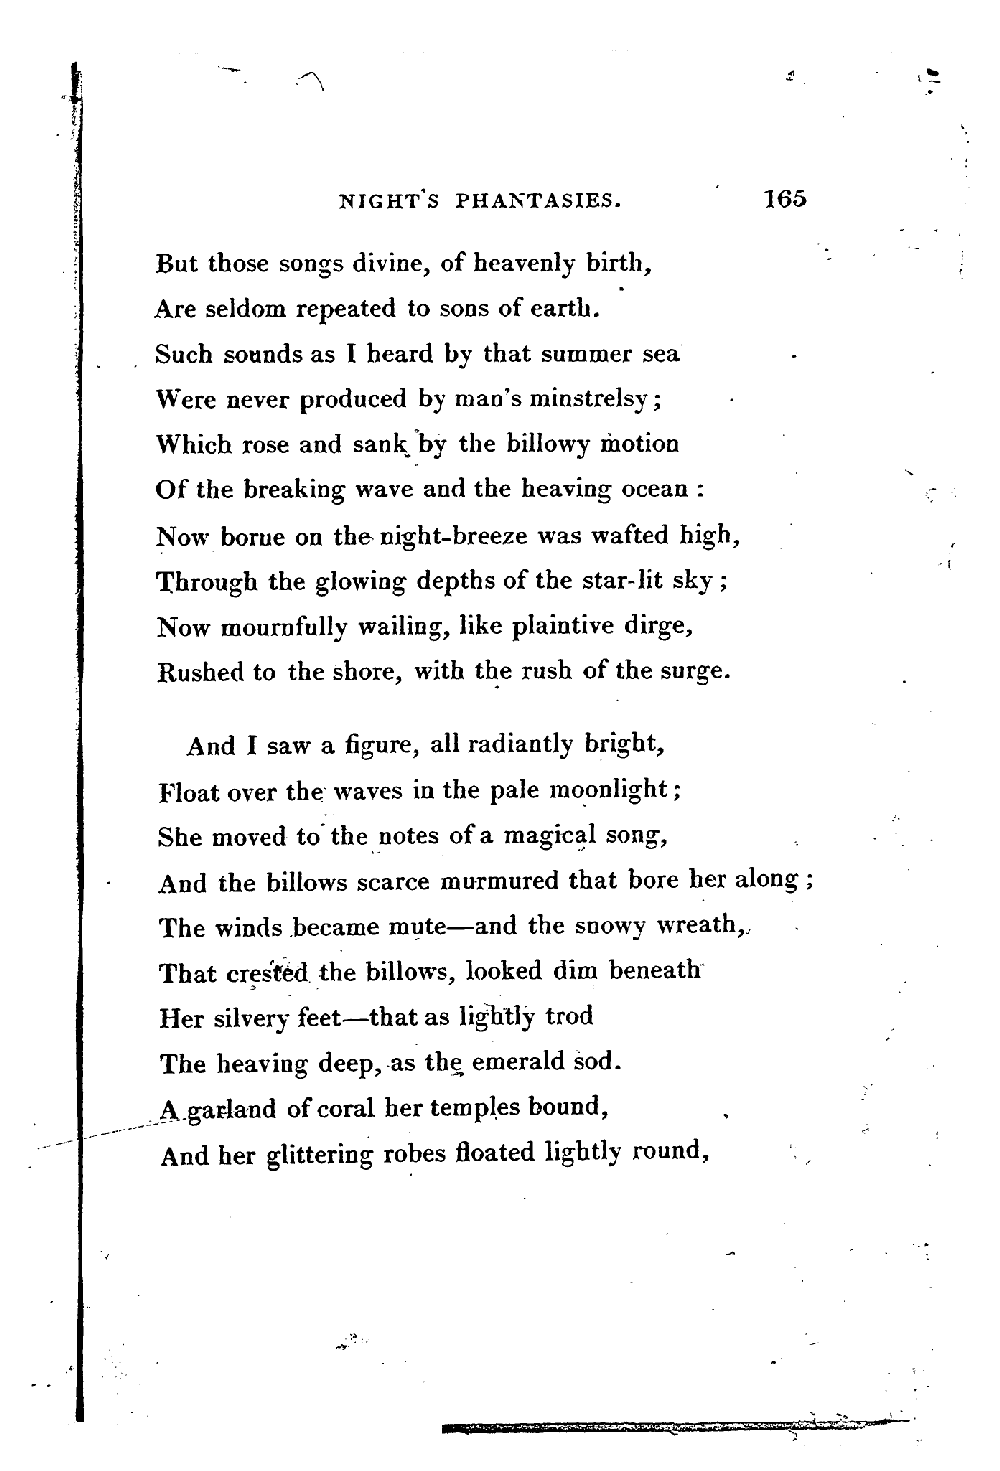 NIGHT'S PHANTASIES. 165
But those songs divine, of heavenly birth,
Are seldom repeated to sons of earth.
Such sounds as I heard by that summer sea
Were never produced by man's minstrelsy;
Which rose and sank by the billowy motion
Of the breaking wave and the heaving ocean :
Now borne on the night-breeze was wafted high,
Through the glowing depths of the star-lit sky;
Now mournfully wailing, like plaintive dirge,
Rushed to the shore, with the rush of the surge.
And I saw a figure, all radiantly bright,
Float over the waves in the pale moonlight;
She moved to the notes of a magical song,
And the billows scarce murmured that bore her along;
The winds became mute—and the snowy wreath,
That crested the billows, looked dim beneath
Her silvery feet—that as lightly trod
The heaving deep, as the emerald sod.
A garland of coral her temples bound,
And her glittering robes floated lightly round,